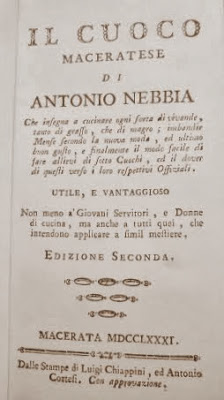 IL CUOCO
MACERATESE
DI
ANTONIO NEBBIA
Che insegna a cucinare ogni sorta di vivande,
tanto di grasso, che di magro; imbandir
Mense secondo la nuova moda, ed ultimo
buon gusto, e finalmente il modo facile di
fare allievi di sotto Cuochi, ed il dover
di questi verso i loro respettivi Offiziali.
UTILE, E VANTAGGIOSO
Non meno a' Giovani Servitori, e Donne
di cucina, ma anche a tutti quei, che
intendono applicare a simil mestiere.
EDIZIONE SECONDA.
MACERATA MDCCLXXXI.
Dalle Stampe di Luigi Chiappini, ed Antonio
Cortesi. Con approvazione.